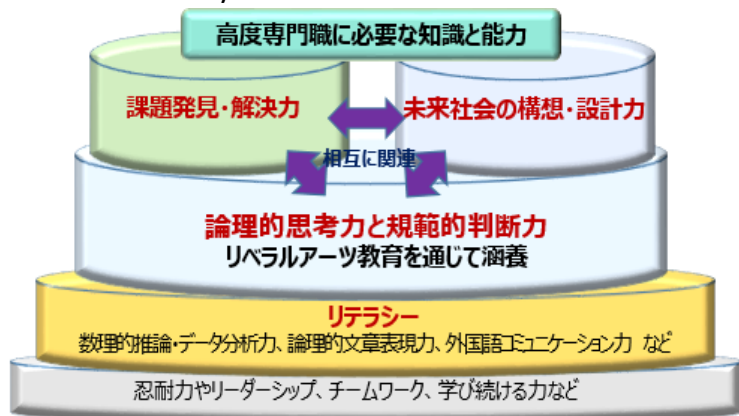 高度専門職に必要な知識と能力
課題発見・解決力
未来社会の構想・設計力
相互に関連
論理的思考力と規範的判断力
リベラルアーツ教育を通じて涵養
リテラシー
数理的推論・データ分析力、論理的文章表現力、外国語コミュニケーション力 など
忍耐力やリーダーシップ、チームワーク、学び続ける力など